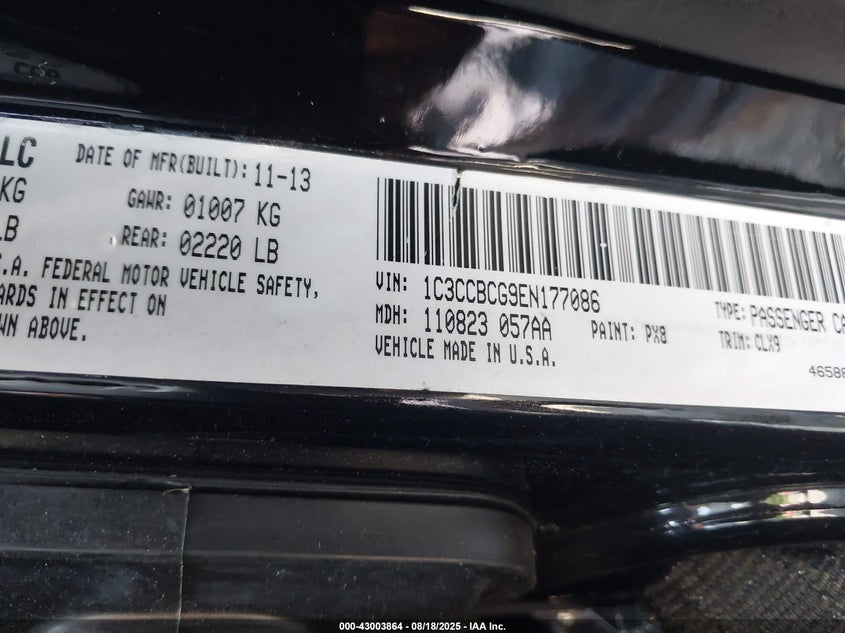 LC DATE OF MFR(BUILT): 11-13
KG GAWR: 01007 KG
LB REAR: 02220 LB
S.A. FEDERAL MOTOR VEHICLE SAFETY,
ARDS IN EFFECT ON
WN ABOVE.
VIN: 1C3CCBCG9EN177086 TYPE: PASSENGER CA
MDH: 110823 057AA PAINT: PX8 TRIM: CLX9
VEHICLE MADE IN U.S.A.
4658
000-43003864 - 08/18/2025 - IAA Inc.